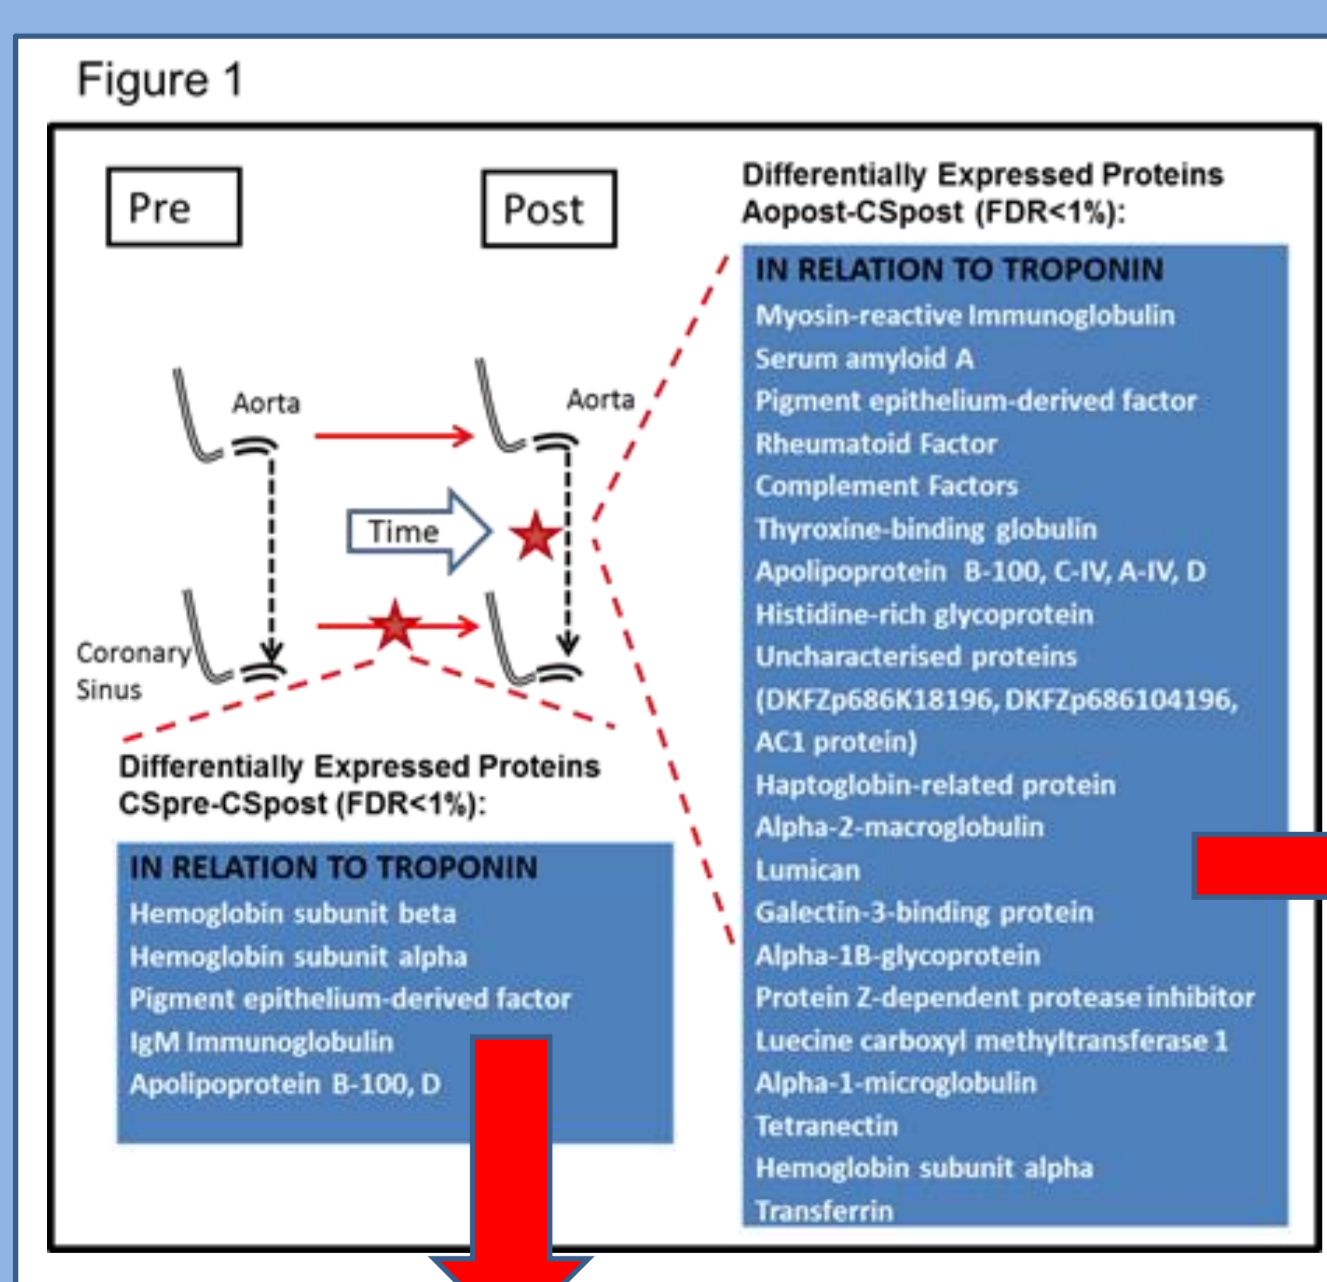 Figure 1
Pre
Post
Aorta
Aorta
Time
Coronary
Sinus
Differentially Expressed Proteins
CSpre-CSpost (FDR<1%):
IN RELATION TO TROPONIN
Hemoglobin subunit beta
Hemoglobin subunit alpha
Pigment epithelium-derived factor
IgM Immunoglobulin
Apolipoprotein B-100, D
Differentially Expressed Proteins
Aopost-CSpost (FDR<1%):
IN RELATION TO TROPONIN
Myosin-reactive Immunoglobulin
Serum amyloid A
Pigment epithelium-derived factor
Rheumatoid Factor
Complement Factors
Thyroxine-binding globulin
Apolipoprotein B-100, C-IV, A-IV, D
Histidine-rich glycoprotein
Uncharacterised proteins
(DKFZp686K18196, DKFZp686104196,
AC1 protein)
Haptoglobin-related protein
Alpha-2-macroglobulin
Lumican
Galectin-3-binding protein
Alpha-1B-glycoprotein
Protein Z-dependent protease inhibitor
Luecine carboxyl methyltransferase 1
Alpha-1-microglobulin
Tetranectin
Hemoglobin subunit alpha
Transferrin